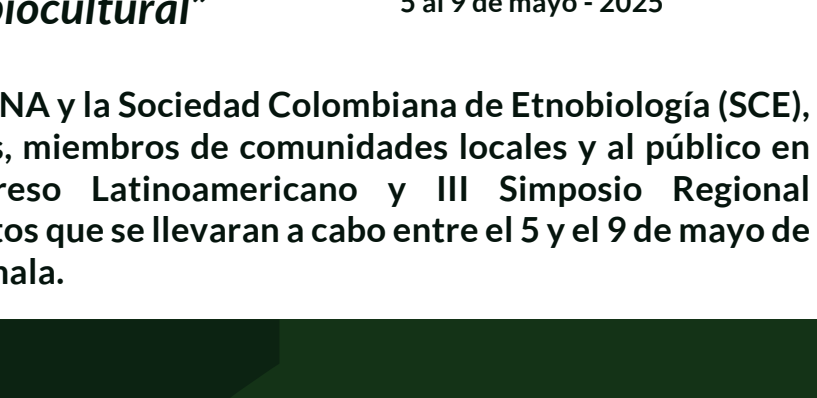 biocultural”
5 al 9 de mayo - 2025
NA y la Sociedad Colombiana de Etnobiología (SCE),
s, miembros de comunidades locales y al público en
reso Latinoamericano y III Simposio Regional
tos que se llevaran a cabo entre el 5 y el 9 de mayo de
nala.